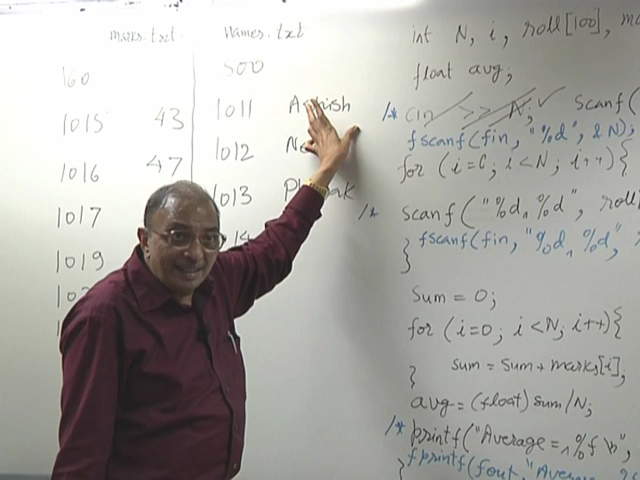 marks.txt
160
1015 43
1016 47
1017
1019
names.txt
500
1011 Ashish
1012
1013
int N, i, roll[100],
float avg;
/* cin >> N; scanf(
fscanf(fin, "%d", &N);
for (i=0; i<N; i++){
/* scanf("%d %d", roll
} fscanf(fin, "%d %d",
sum = 0;
for (i=0; i<N; i++){
sum = sum + marks[i];
}
avg = (float) sum/N;
/* printf("Average = %f \n",
} fprintf(fout, "Average